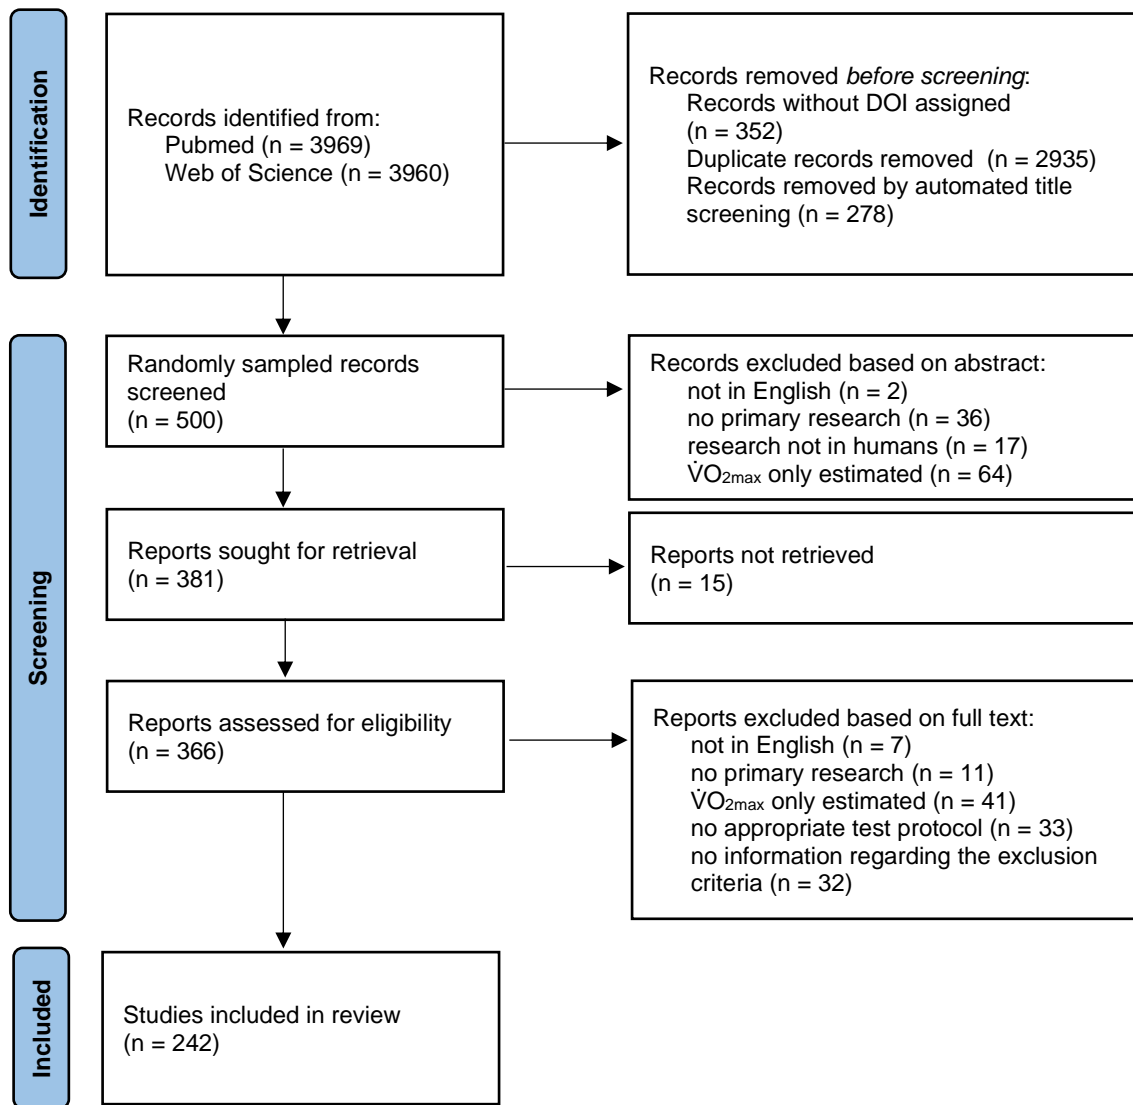 Identification
Records identified from:
Pubmed (n = 3969)
Web of Science (n = 3960)
Records removed before screening:
Records without DOI assigned
(n = 352)
Duplicate records removed  (n = 2935)
Records removed by automated title
screening (n = 278)
Screening
Randomly sampled records
screened
(n = 500)
Records excluded based on abstract:
not in English (n = 2)
no primary research (n = 36)
research not in humans (n = 17)
V̇O2max only estimated (n = 64)
Reports sought for retrieval
(n = 381)
Reports not retrieved
(n = 15)
Reports assessed for eligibility
(n = 366)
Reports excluded based on full text:
not in English (n = 7)
no primary research (n = 11)
V̇O2max only estimated (n = 41)
no appropriate test protocol (n = 33)
no information regarding the exclusion
criteria (n = 32)
Included
Studies included in review
(n = 242)